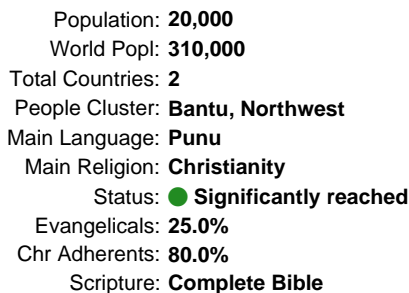 Population: 20,000
World Popl: 310,000
Total Countries: 2
People Cluster: Bantu, Northwest
Main Language: Punu
Main Religion: Christianity
Status: Significantly reached
Evangelicals: 25.0%
Chr Adherents: 80.0%
Scripture: Complete Bible